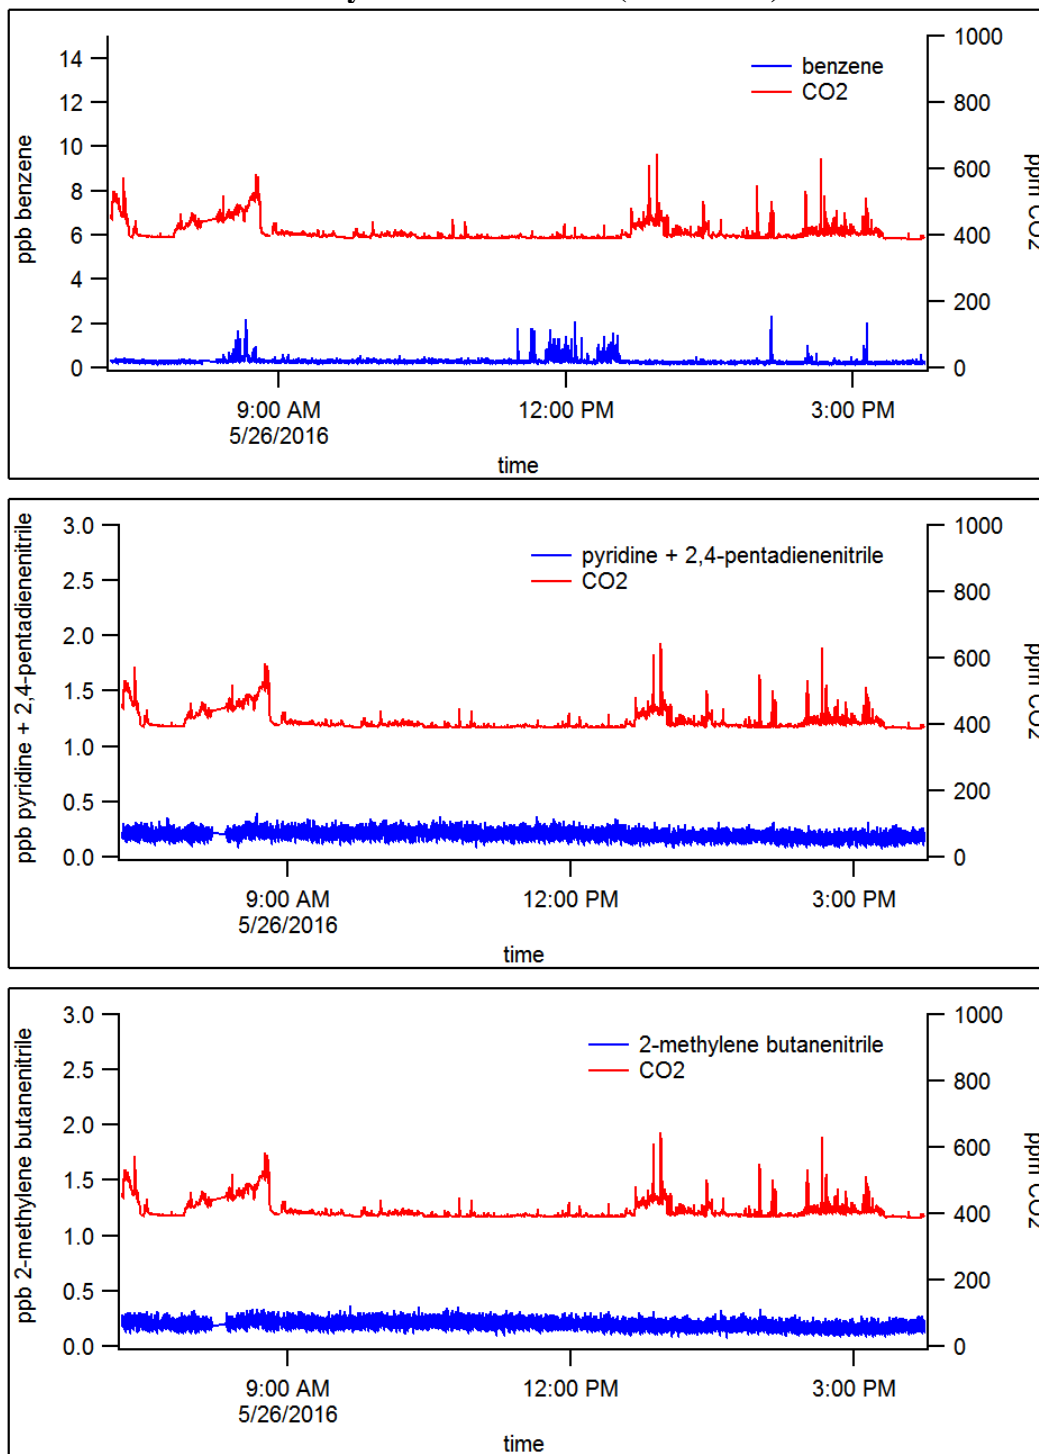 ppb benzene
14
12
10
8
6
4
2
0
benzene
CO2
1000
800
600
400
200
0
ppm CO2
9:00 AM
12:00 PM
3:00 PM
5/26/2016
time
ppb pyridine + 2,4-pentadienenitrile
3.0
2.5
2.0
1.5
1.0
0.5
0.0
pyridine + 2,4-pentadienenitrile
CO2
1000
800
600
400
200
0
ppm CO2
9:00 AM
12:00 PM
3:00 PM
5/26/2016
time
ppb 2-methylene butanenitrile
3.0
2.5
2.0
1.5
1.0
0.5
0.0
2-methylene butanenitrile
CO2
1000
800
600
400
200
0
ppm CO2
9:00 AM
12:00 PM
3:00 PM
5/26/2016
time